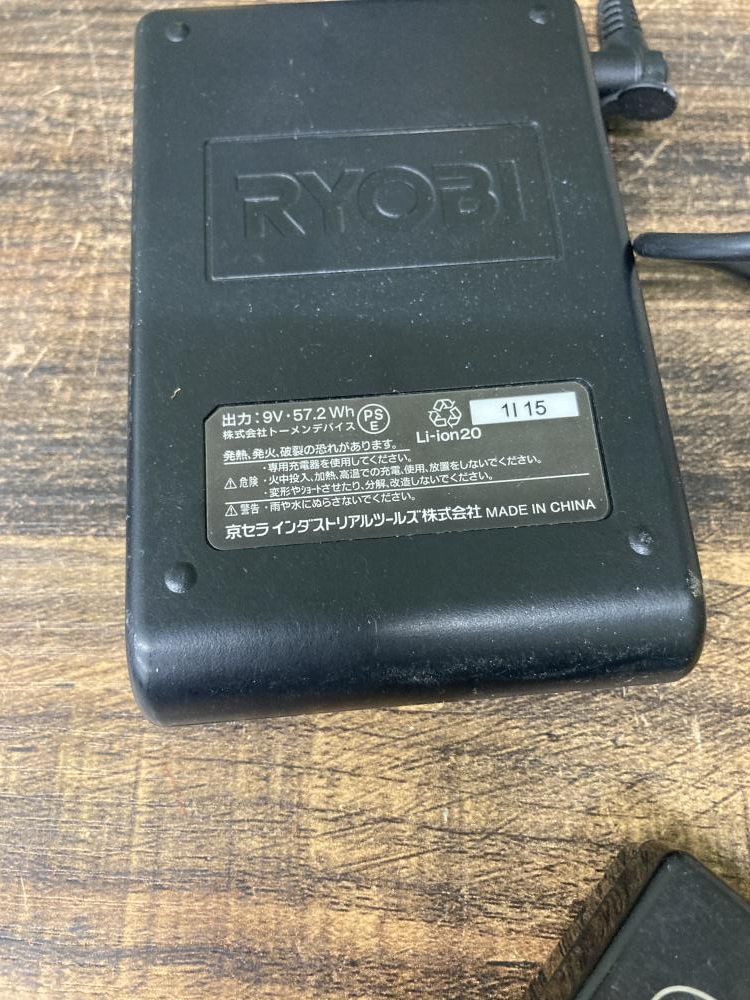 RYOBI
出力:9V・57.2 Wh
株式会社トーメンデバイス
PS
E
Li-ion20
1I 15
発熱、発火、破裂の恐れがあります。
⚠危険
・専用充電器を使用してください。
・火中投入、加熱、高温での充電、使用、放置をしないでください。
・変形やショートさせたり、分解、改造しないでください。
⚠警告・雨や水にぬらさないでください。
京セラインダストリアルツールズ株式会社 MADE IN CHINA